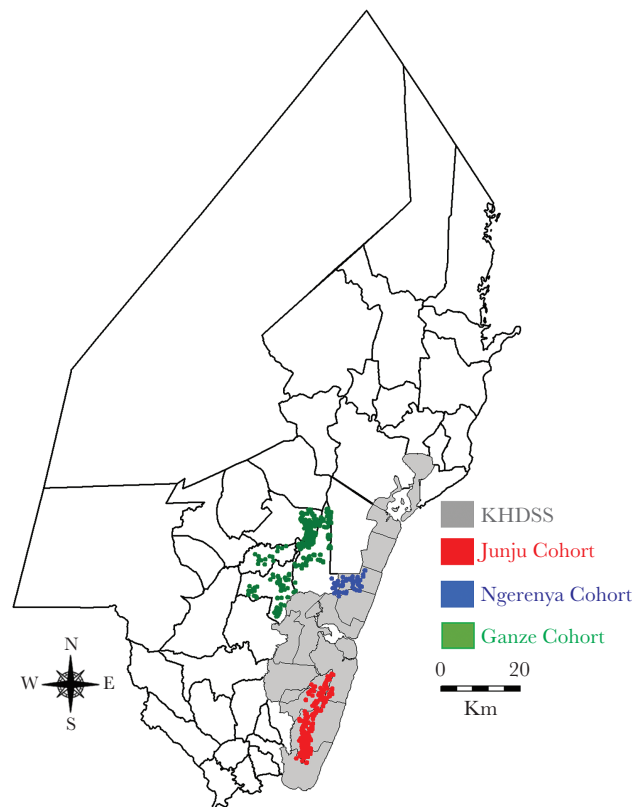 KHDSS
Junju Cohort
Ngerenya Cohort
Ganze Cohort
N
W E
S
0 20
Km